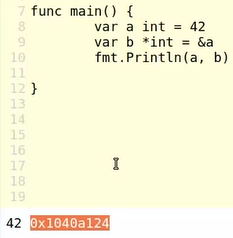 7 func main() {
8 var a int = 42
9 var b *int = &a
10 fmt.Println(a, b)
11
12 }
13
14
15
16
17
18
19
42 0x1040a124